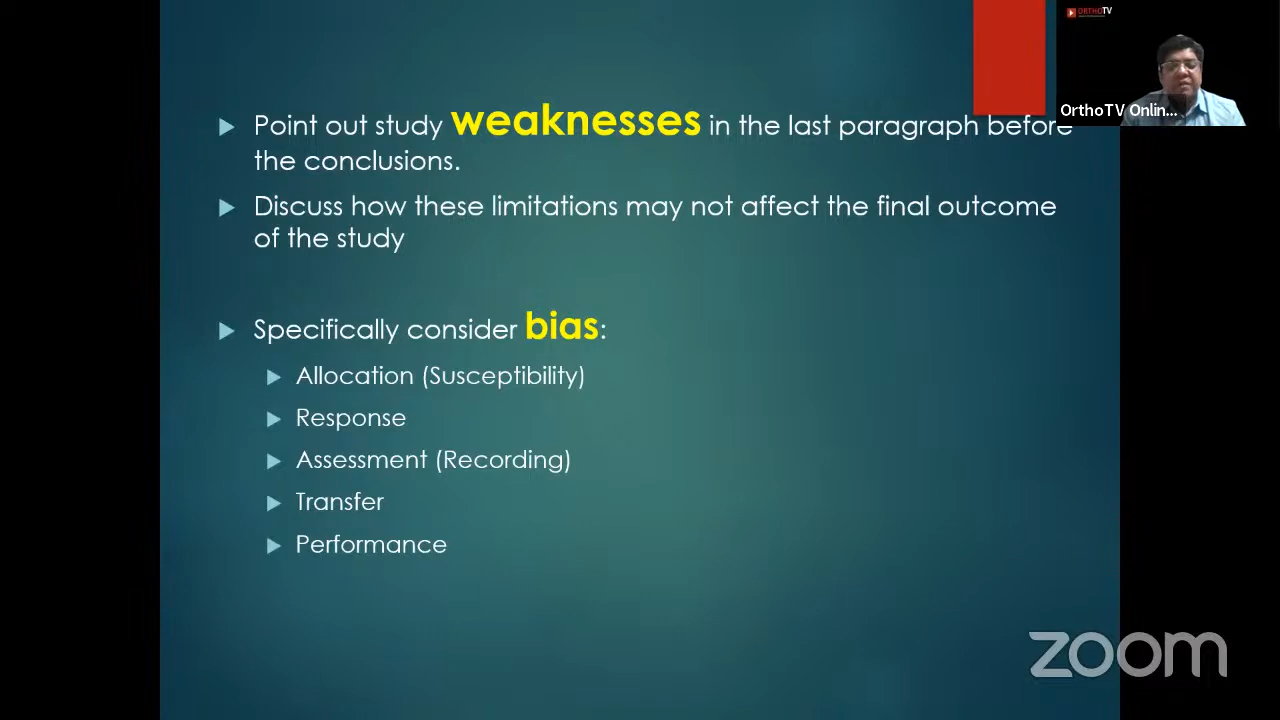 ORTHOTV
OrthoTV Onlin...
Point out study weaknesses in the last paragraph before
the conclusions.
Discuss how these limitations may not affect the final outcome
of the study
Specifically consider bias:
Allocation (Susceptibility)
Response
Assessment (Recording)
Transfer
Performance
zoom